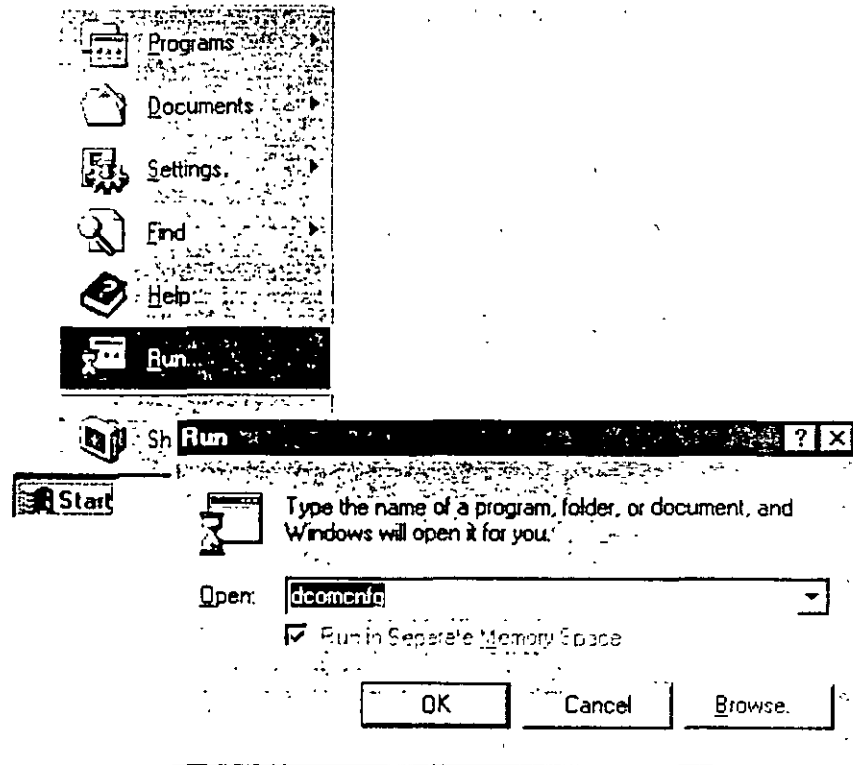 Programs
Documents
Settings
Find
Help
Run...
Sh
Run
Start
Type the name of a program, folder, or document, and
Windows will open it for you.
Open:
dcomcnfg
Run in Separate Memory Space
OK
Cancel
Browse.